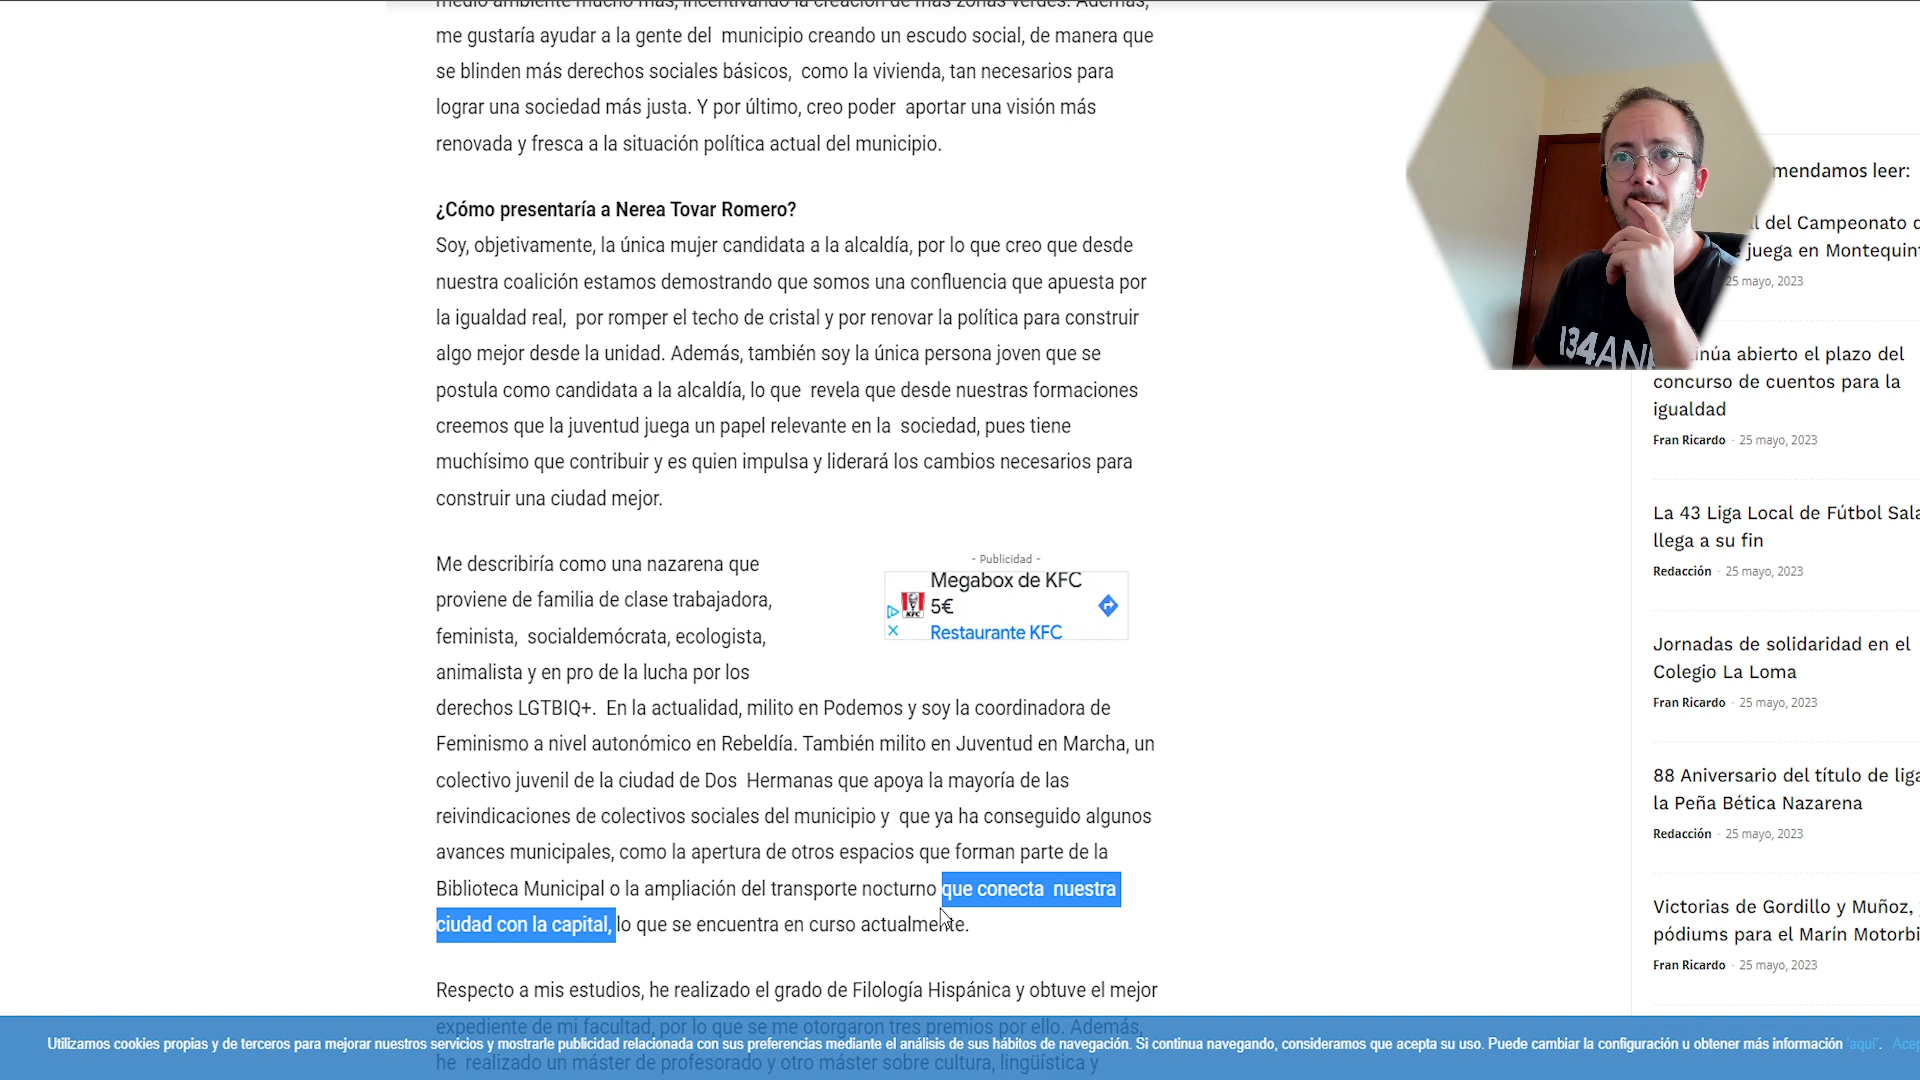 medio ambiente mucho más, incentivando la creación de más zonas verdes. Además,
me gustaría ayudar a la gente del  municipio creando un escudo social, de manera que
se blinden más derechos sociales básicos,  como la vivienda, tan necesarios para
lograr una sociedad más justa. Y por último, creo poder  aportar una visión más
renovada y fresca a la situación política actual del municipio.
¿Cómo presentaría a Nerea Tovar Romero?
Soy, objetivamente, la única mujer candidata a la alcaldía, por lo que creo que desde
nuestra coalición estamos demostrando que somos una confluencia que apuesta por
la igualdad real,  por romper el techo de cristal y por renovar la política para construir
algo mejor desde la unidad. Además, también soy la única persona joven que se
postula como candidata a la alcaldía, lo que  revela que desde nuestras formaciones
creemos que la juventud juega un papel relevante en la  sociedad, pues tiene
muchísimo que contribuir y es quien impulsa y liderará los cambios necesarios para
construir una ciudad mejor.
Me describiría como una nazarena que
proviene de familia de clase trabajadora,
feminista,  socialdemócrata, ecologista,
animalista y en pro de la lucha por los
derechos LGTBIQ+.  En la actualidad, milito en Podemos y soy la coordinadora de
Feminismo a nivel autonómico en Rebeldía. También milito en Juventud en Marcha, un
colectivo juvenil de la ciudad de Dos  Hermanas que apoya la mayoría de las
reivindicaciones de colectivos sociales del municipio y  que ya ha conseguido algunos
avances municipales, como la apertura de otros espacios que forman parte de la
Biblioteca Municipal o la ampliación del transporte nocturno que conecta  nuestra
ciudad con la capital, lo que se encuentra en curso actualmente.
Respecto a mis estudios, he realizado el grado de Filología Hispánica y obtuve el mejor
expediente de mi facultad, por lo que se me otorgaron tres premios por ello. Además,
he  realizado un máster de profesorado y otro máster sobre cultura, lingüística y
- Publicidad -
Megabox de KFC
5€
Restaurante KFC
KFC
134AN
mendamos leer:
del Campeonato
juega en Montequin
25 mayo, 2023
inúa abierto el plazo del
concurso de cuentos para la
igualdad
Fran Ricardo - 25 mayo, 2023
La 43 Liga Local de Fútbol Sala
llega a su fin
Redacción - 25 mayo, 2023
Jornadas de solidaridad en el
Colegio La Loma
Fran Ricardo - 25 mayo, 2023
88 Aniversario del título de liga
la Peña Bética Nazarena
Redacción - 25 mayo, 2023
Victorias de Gordillo y Muñoz,
pódiums para el Marín Motorbi
Fran Ricardo - 25 mayo, 2023
Utilizamos cookies propias y de terceros para mejorar nuestros servicios y mostrarle publicidad relacionada con sus preferencias mediante el análisis de sus hábitos de navegación. Si continua navegando, consideramos que acepta su uso. Puede cambiar la configuración u obtener más información 'aquí'. Acep